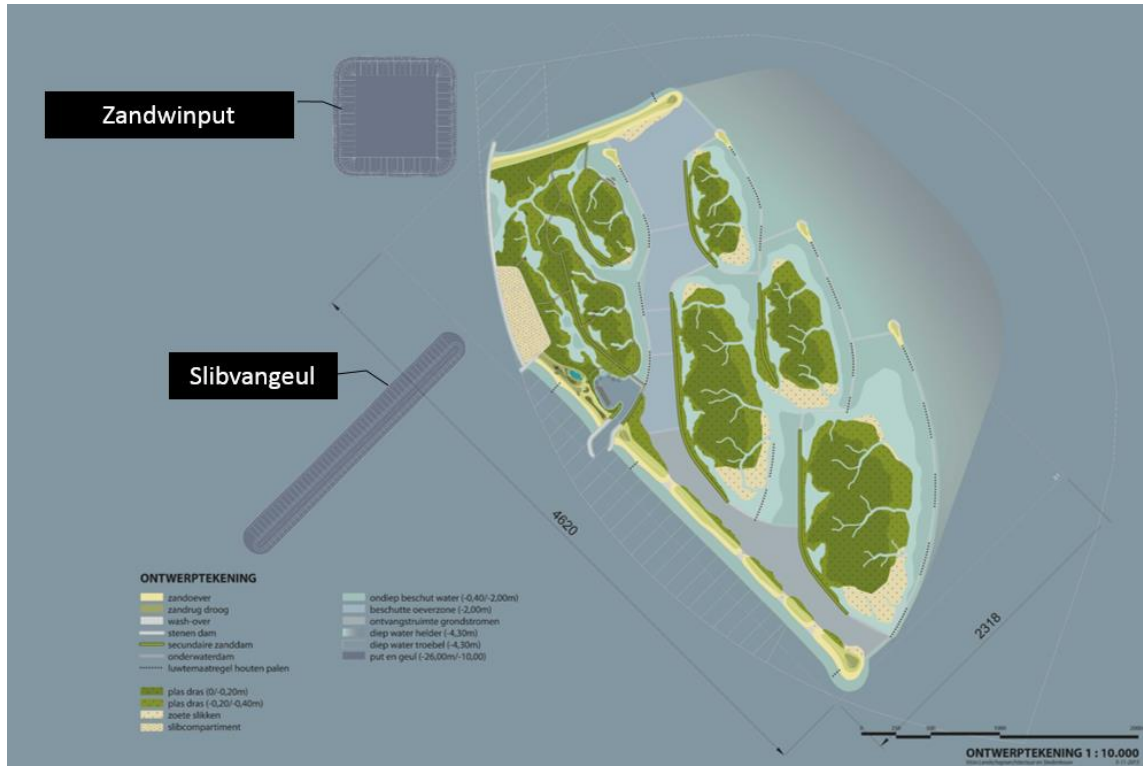 Zandwinput
Slibvangeul
4620
2318
ONTWERPTEKENING
zandoever
zandrug droog
wash-over
stenen dam
secundaire zanddam
onderwaterdam
luwtemaatregel houten palen
plas dras (0/-0,20m)
plas dras (-0,20/-0,40m)
zoete slikken
slibcompartiment
ondiep beschut water (-0,40/-2,00m)
beschutte oeverzone (-2,00m)
ontvangstruimte grondstromen
diep water helder (-4,30m)
diep water troebel (-4,30m)
put en geul (-26,00m/-10,00)
ONTWERPTEKENING 1 : 10.000